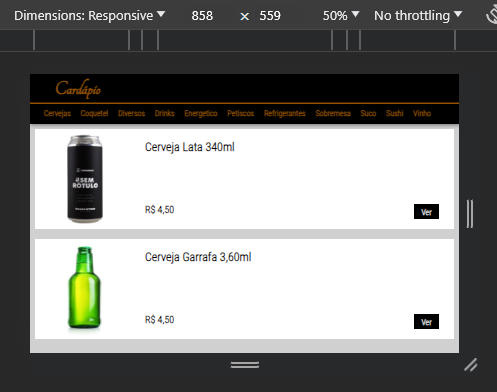 Dimensions: Responsive 858 × 559 50% No throttling
Cardápio
Cervejas Coquetel Diversos Drinks Energetico Petiscos Refrigerantes Sobremesa Suco Sushi Vinho
#SEM
RÓTULO
Cerveja Lata 340ml
R$ 4,50
Ver
Cerveja Garrafa 3,60ml
R$ 4,50
Ver